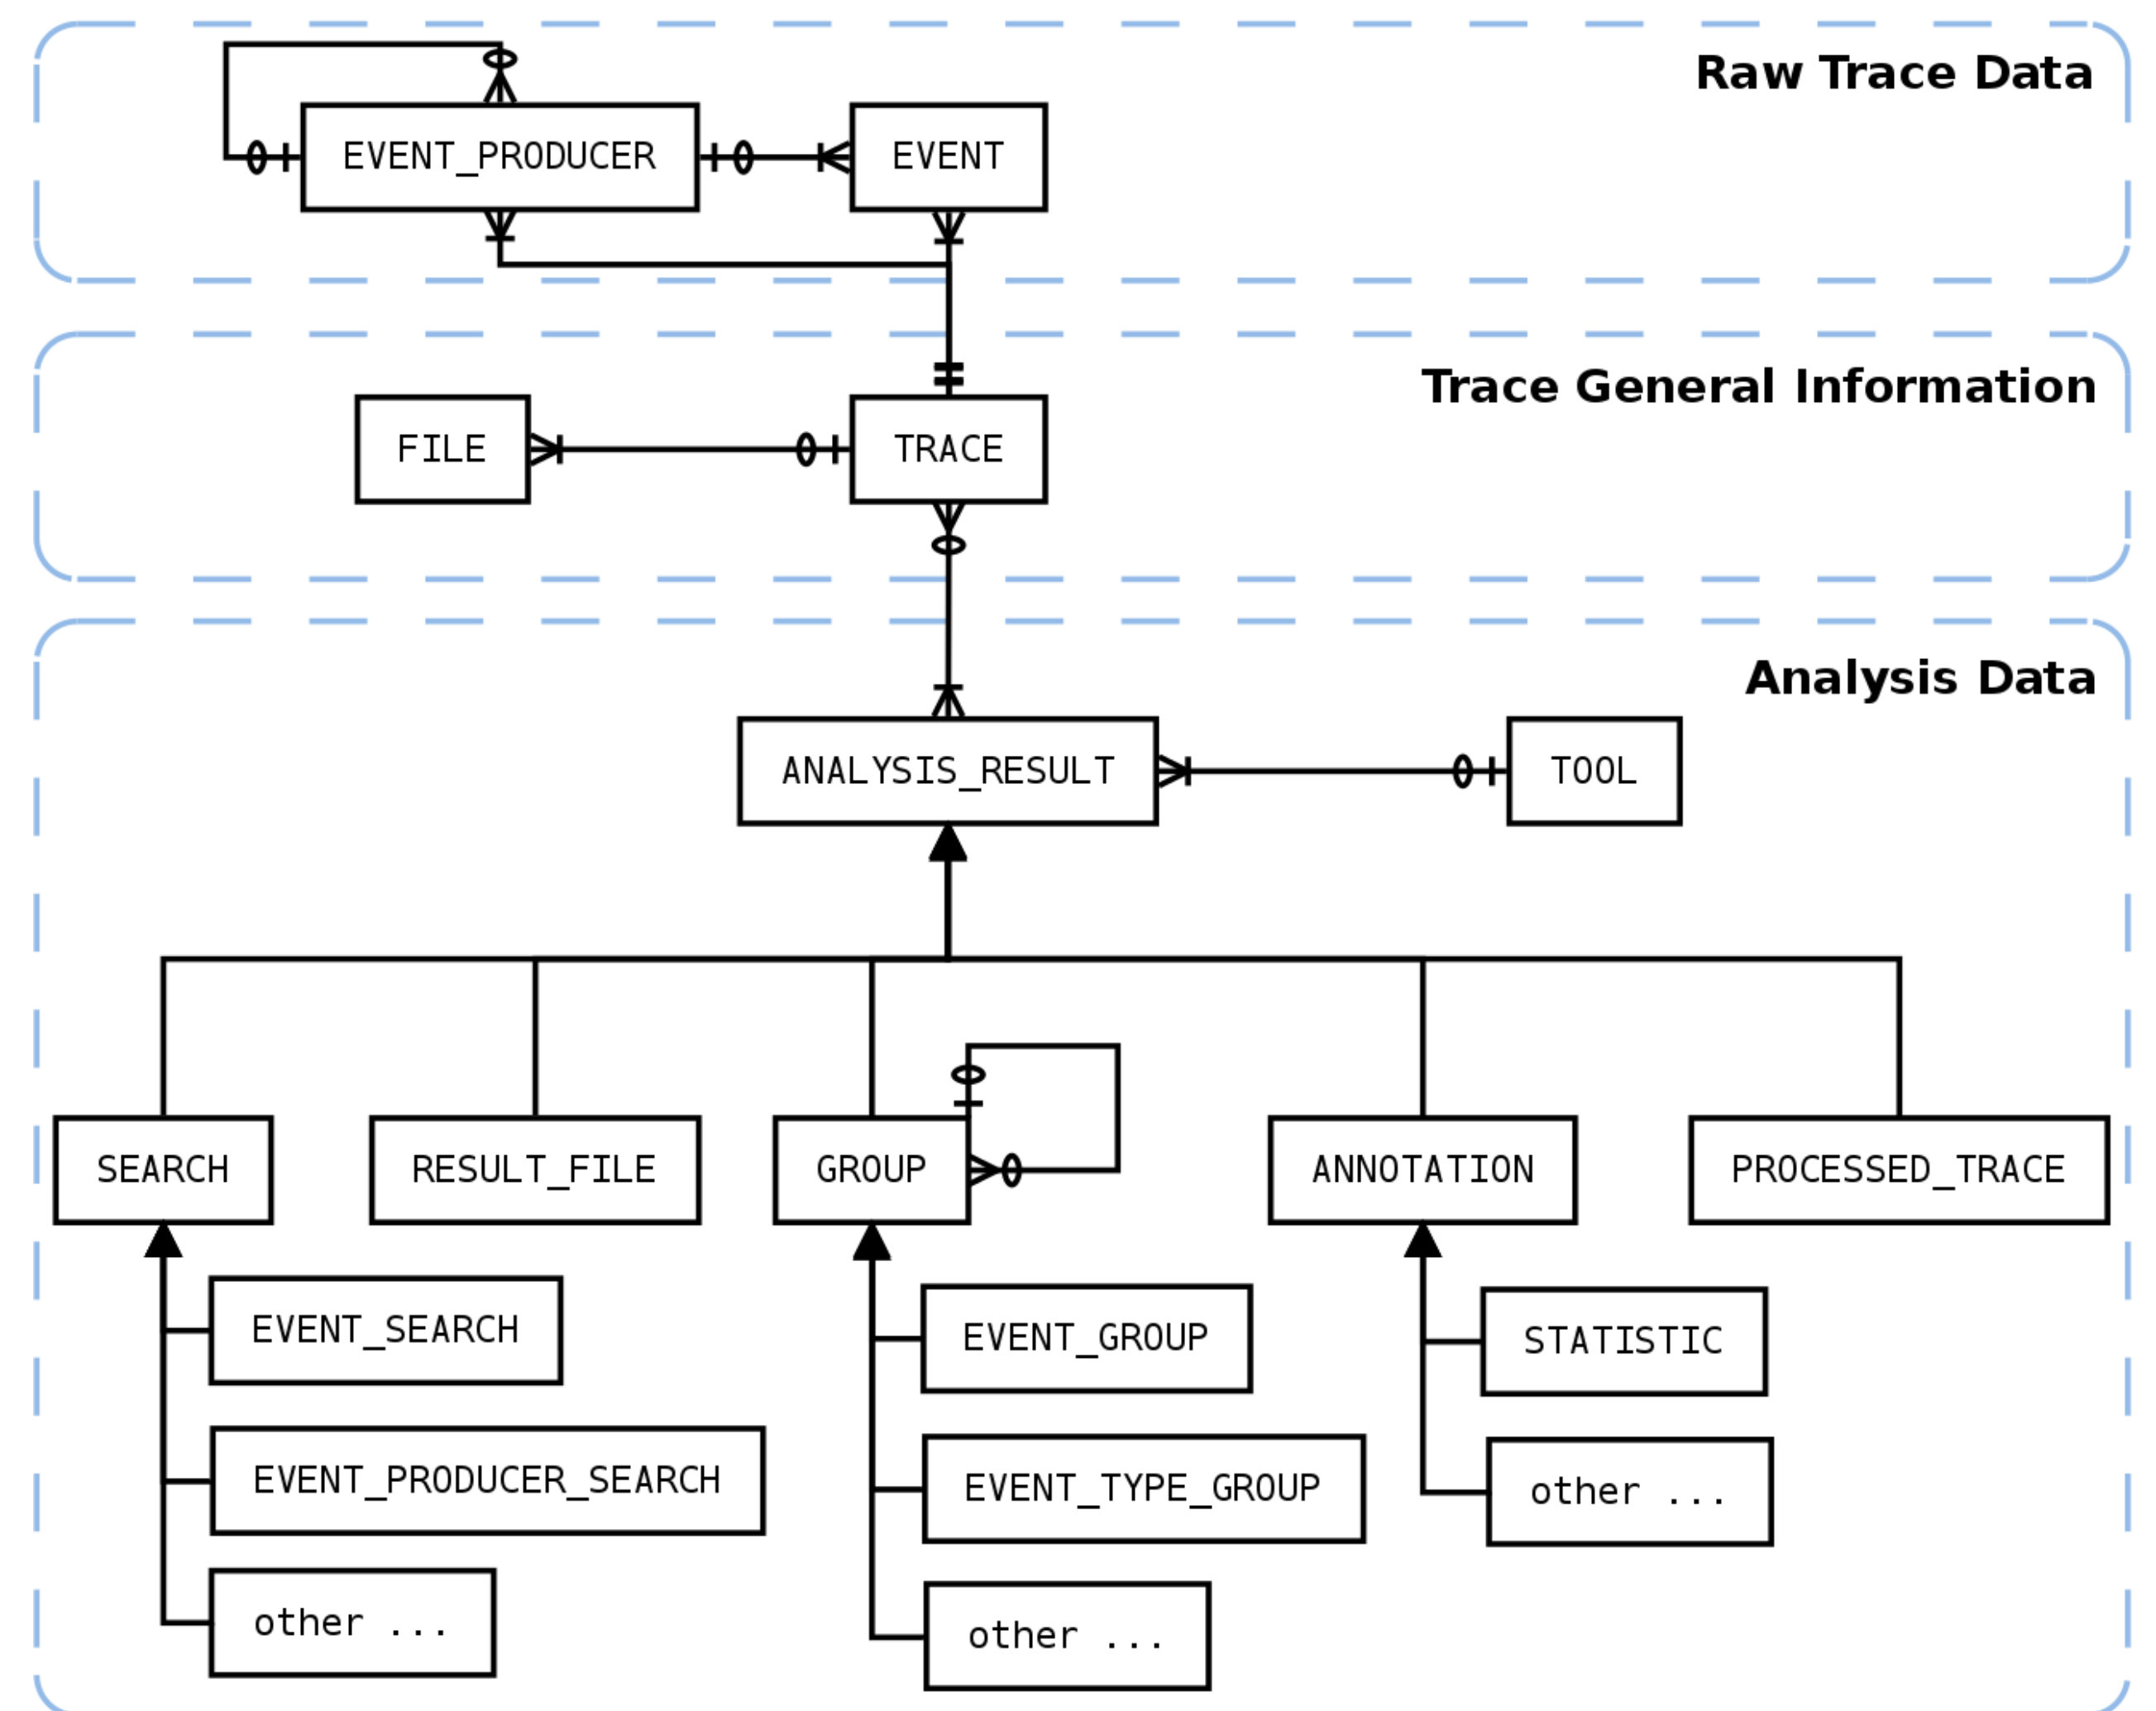 Raw Trace Data
EVENT_PRODUCER
EVENT
Trace General Information
FILE
TRACE
Analysis Data
ANALYSIS_RESULT
TOOL
SEARCH
RESULT_FILE
GROUP
ANNOTATION
PROCESSED_TRACE
EVENT_SEARCH
EVENT_GROUP
STATISTIC
EVENT_PRODUCER_SEARCH
EVENT_TYPE_GROUP
other ...
other ...
other ...